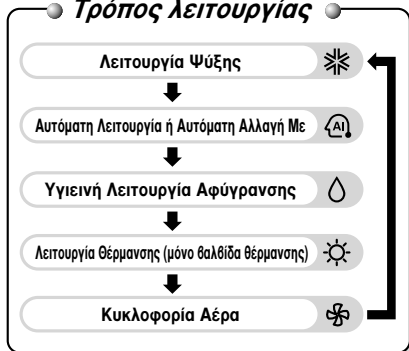 Τρόπος λειτουργίας
Λειτουργία Ψύξης
Αυτόματη Λειτουργία ή Αυτόματη Αλλαγή Με
AI
Υγιεινή Λειτουργία Αφύγρανσης
Λειτουργία Θέρμανσης (μόνο βαλβίδα θέρμανσης)
Κυκλοφορία Αέρα